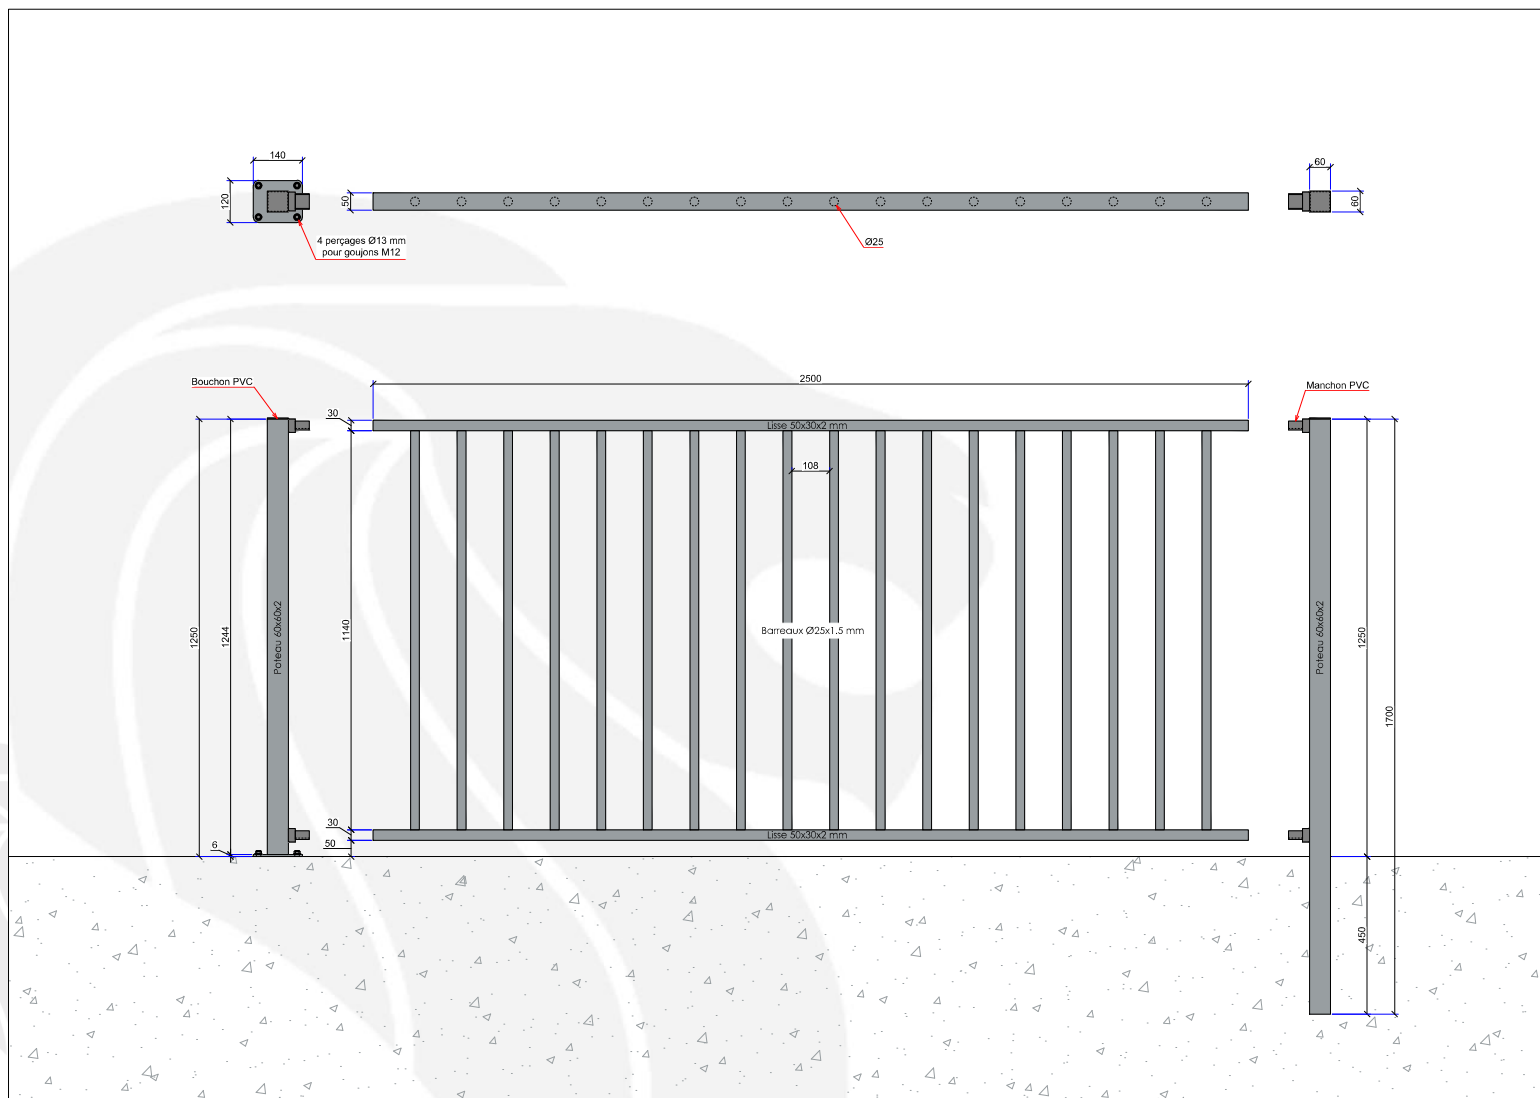 140
120
4 perçages Ø13 mm
pour goujons M12
50
Ø25
60
60
Bouchon PVC
2500
Manchon PVC
30
Lisse 50x30x2 mm
108
1250
1244
Poteau 60x60x2
1140
Barreaux Ø25x1.5 mm
Poteau 60x60x2
1250
1700
30
Lisse 50x30x2 mm
6
50
450